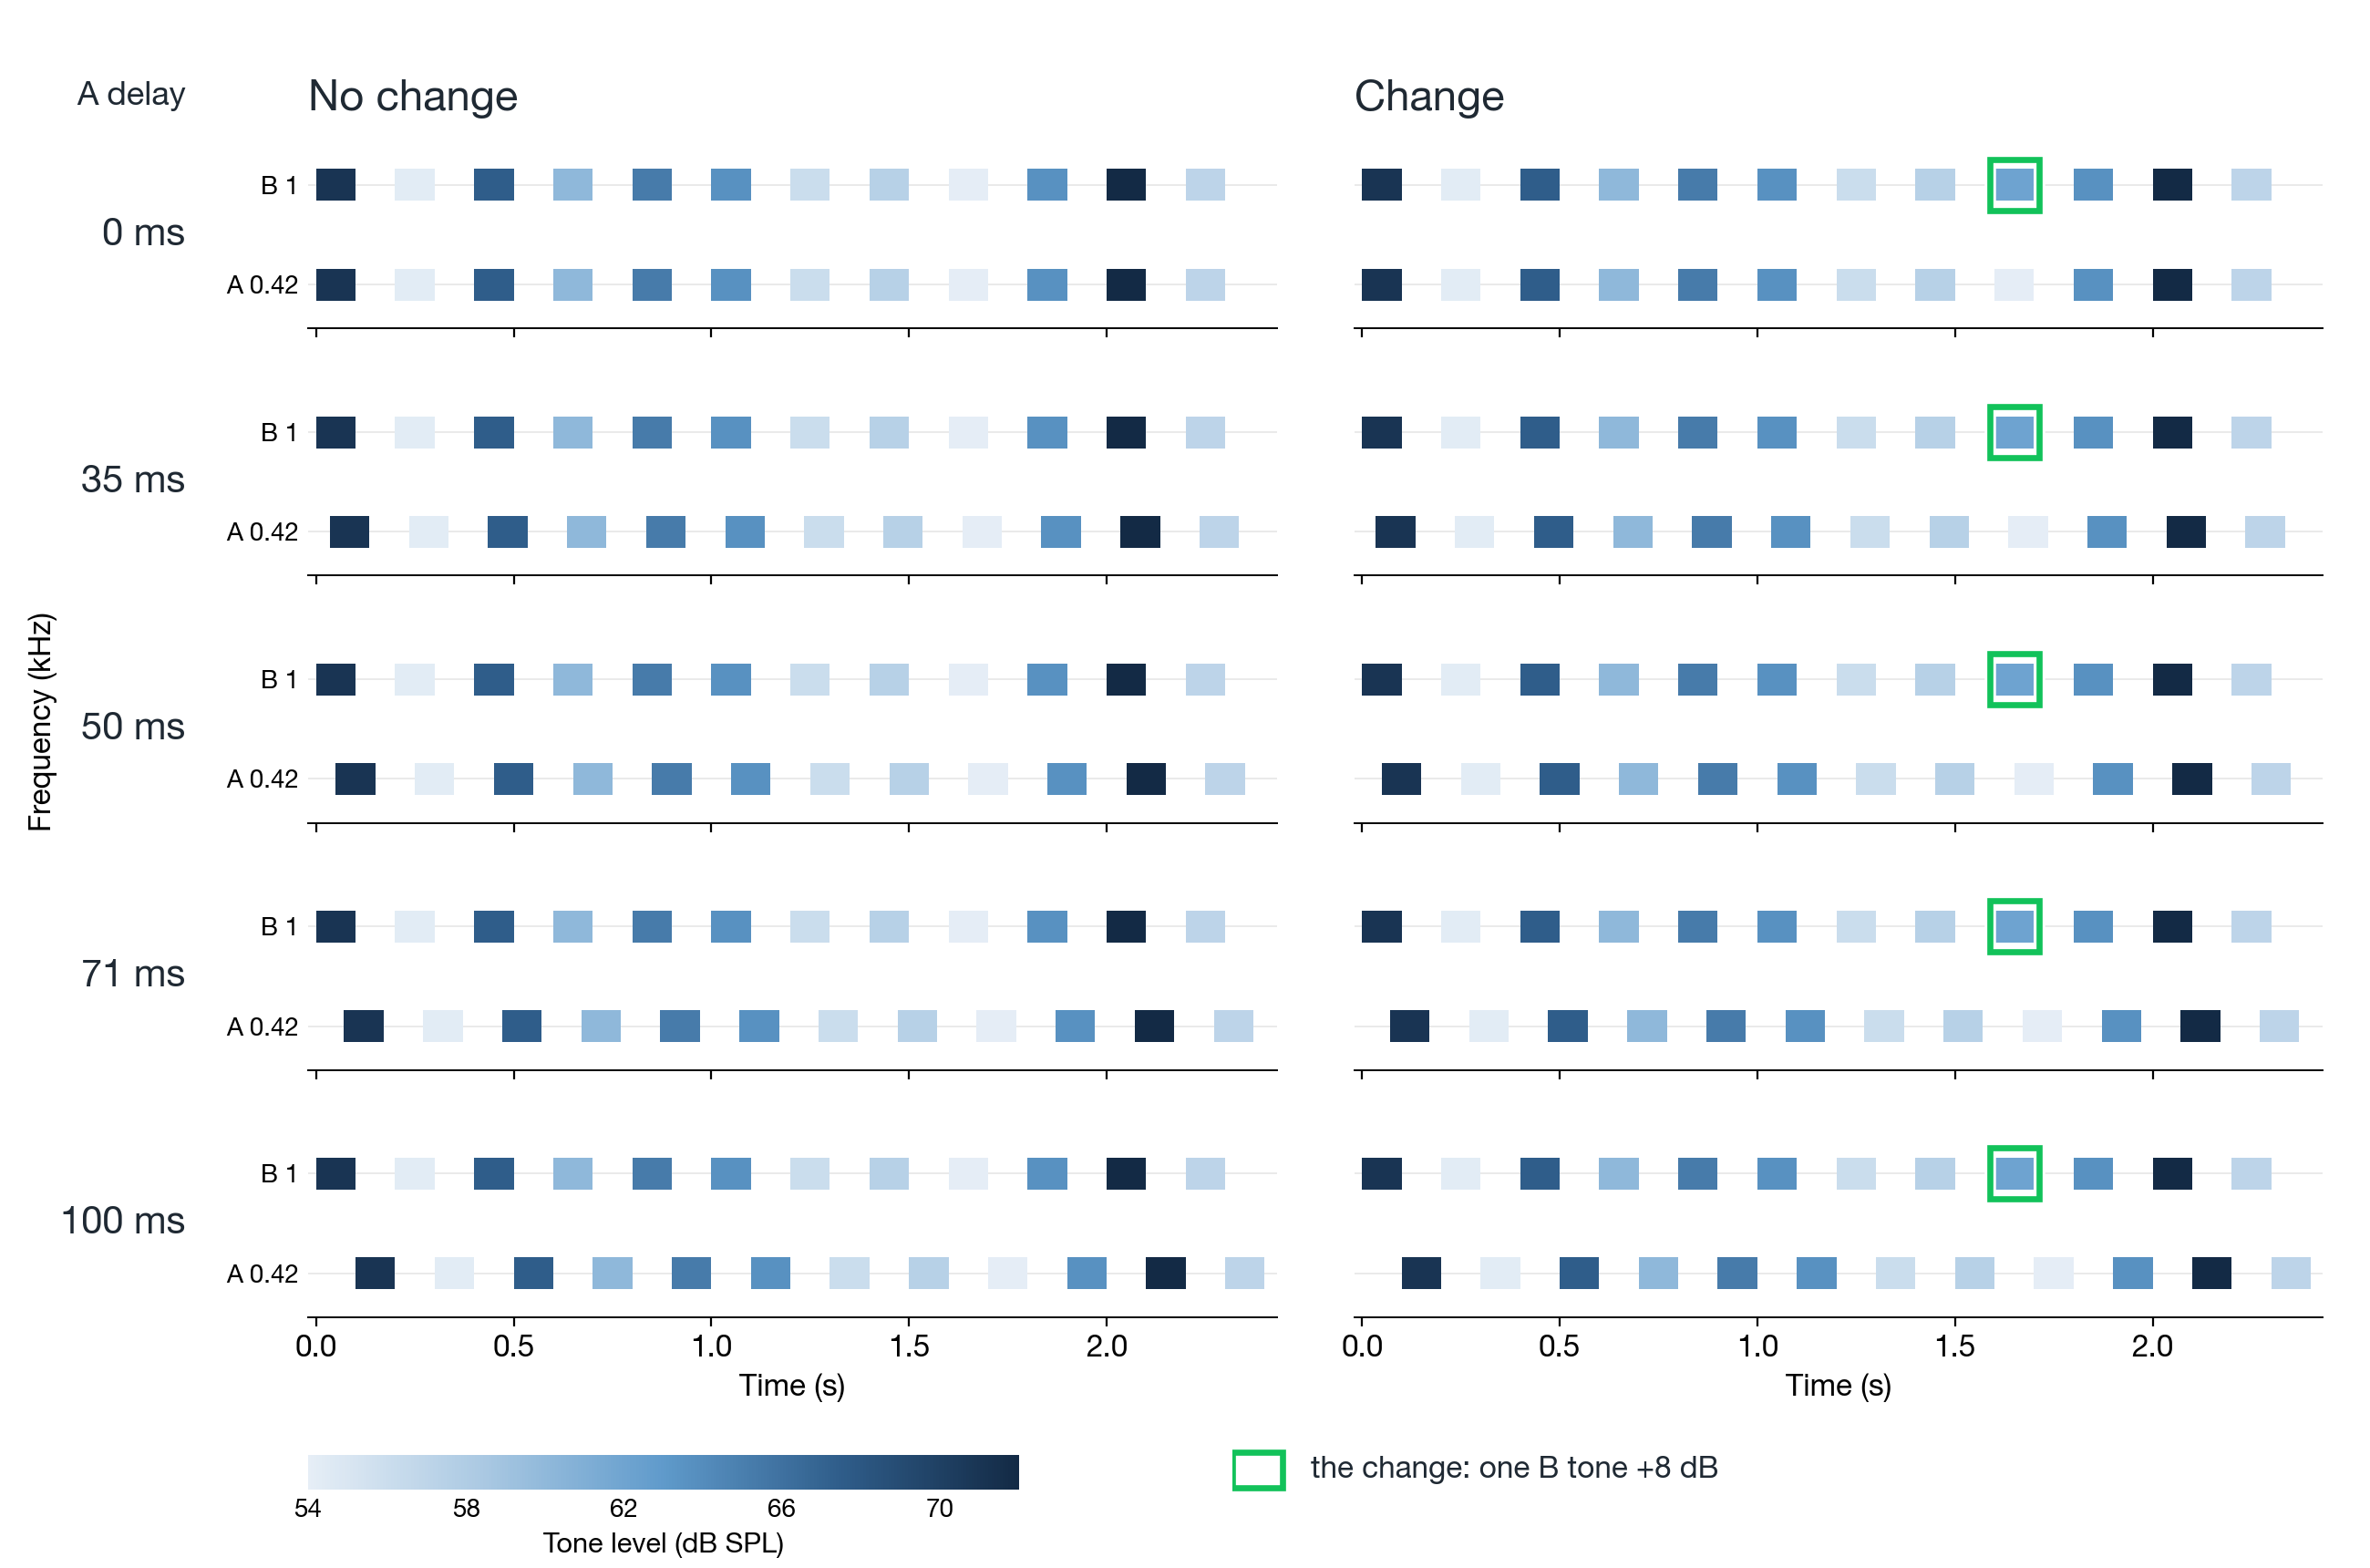 A delay
No change
Change
B 1
0 ms
A 0.42
B 1
35 ms
A 0.42
Frequency (kHz)
B 1
50 ms
A 0.42
B 1
71 ms
A 0.42
B 1
100 ms
A 0.42
0.0 0.5 1.0 1.5 2.0
0.0 0.5 1.0 1.5 2.0
Time (s)
Time (s)
the change: one B tone +8 dB
54 58 62 66 70
Tone level (dB SPL)